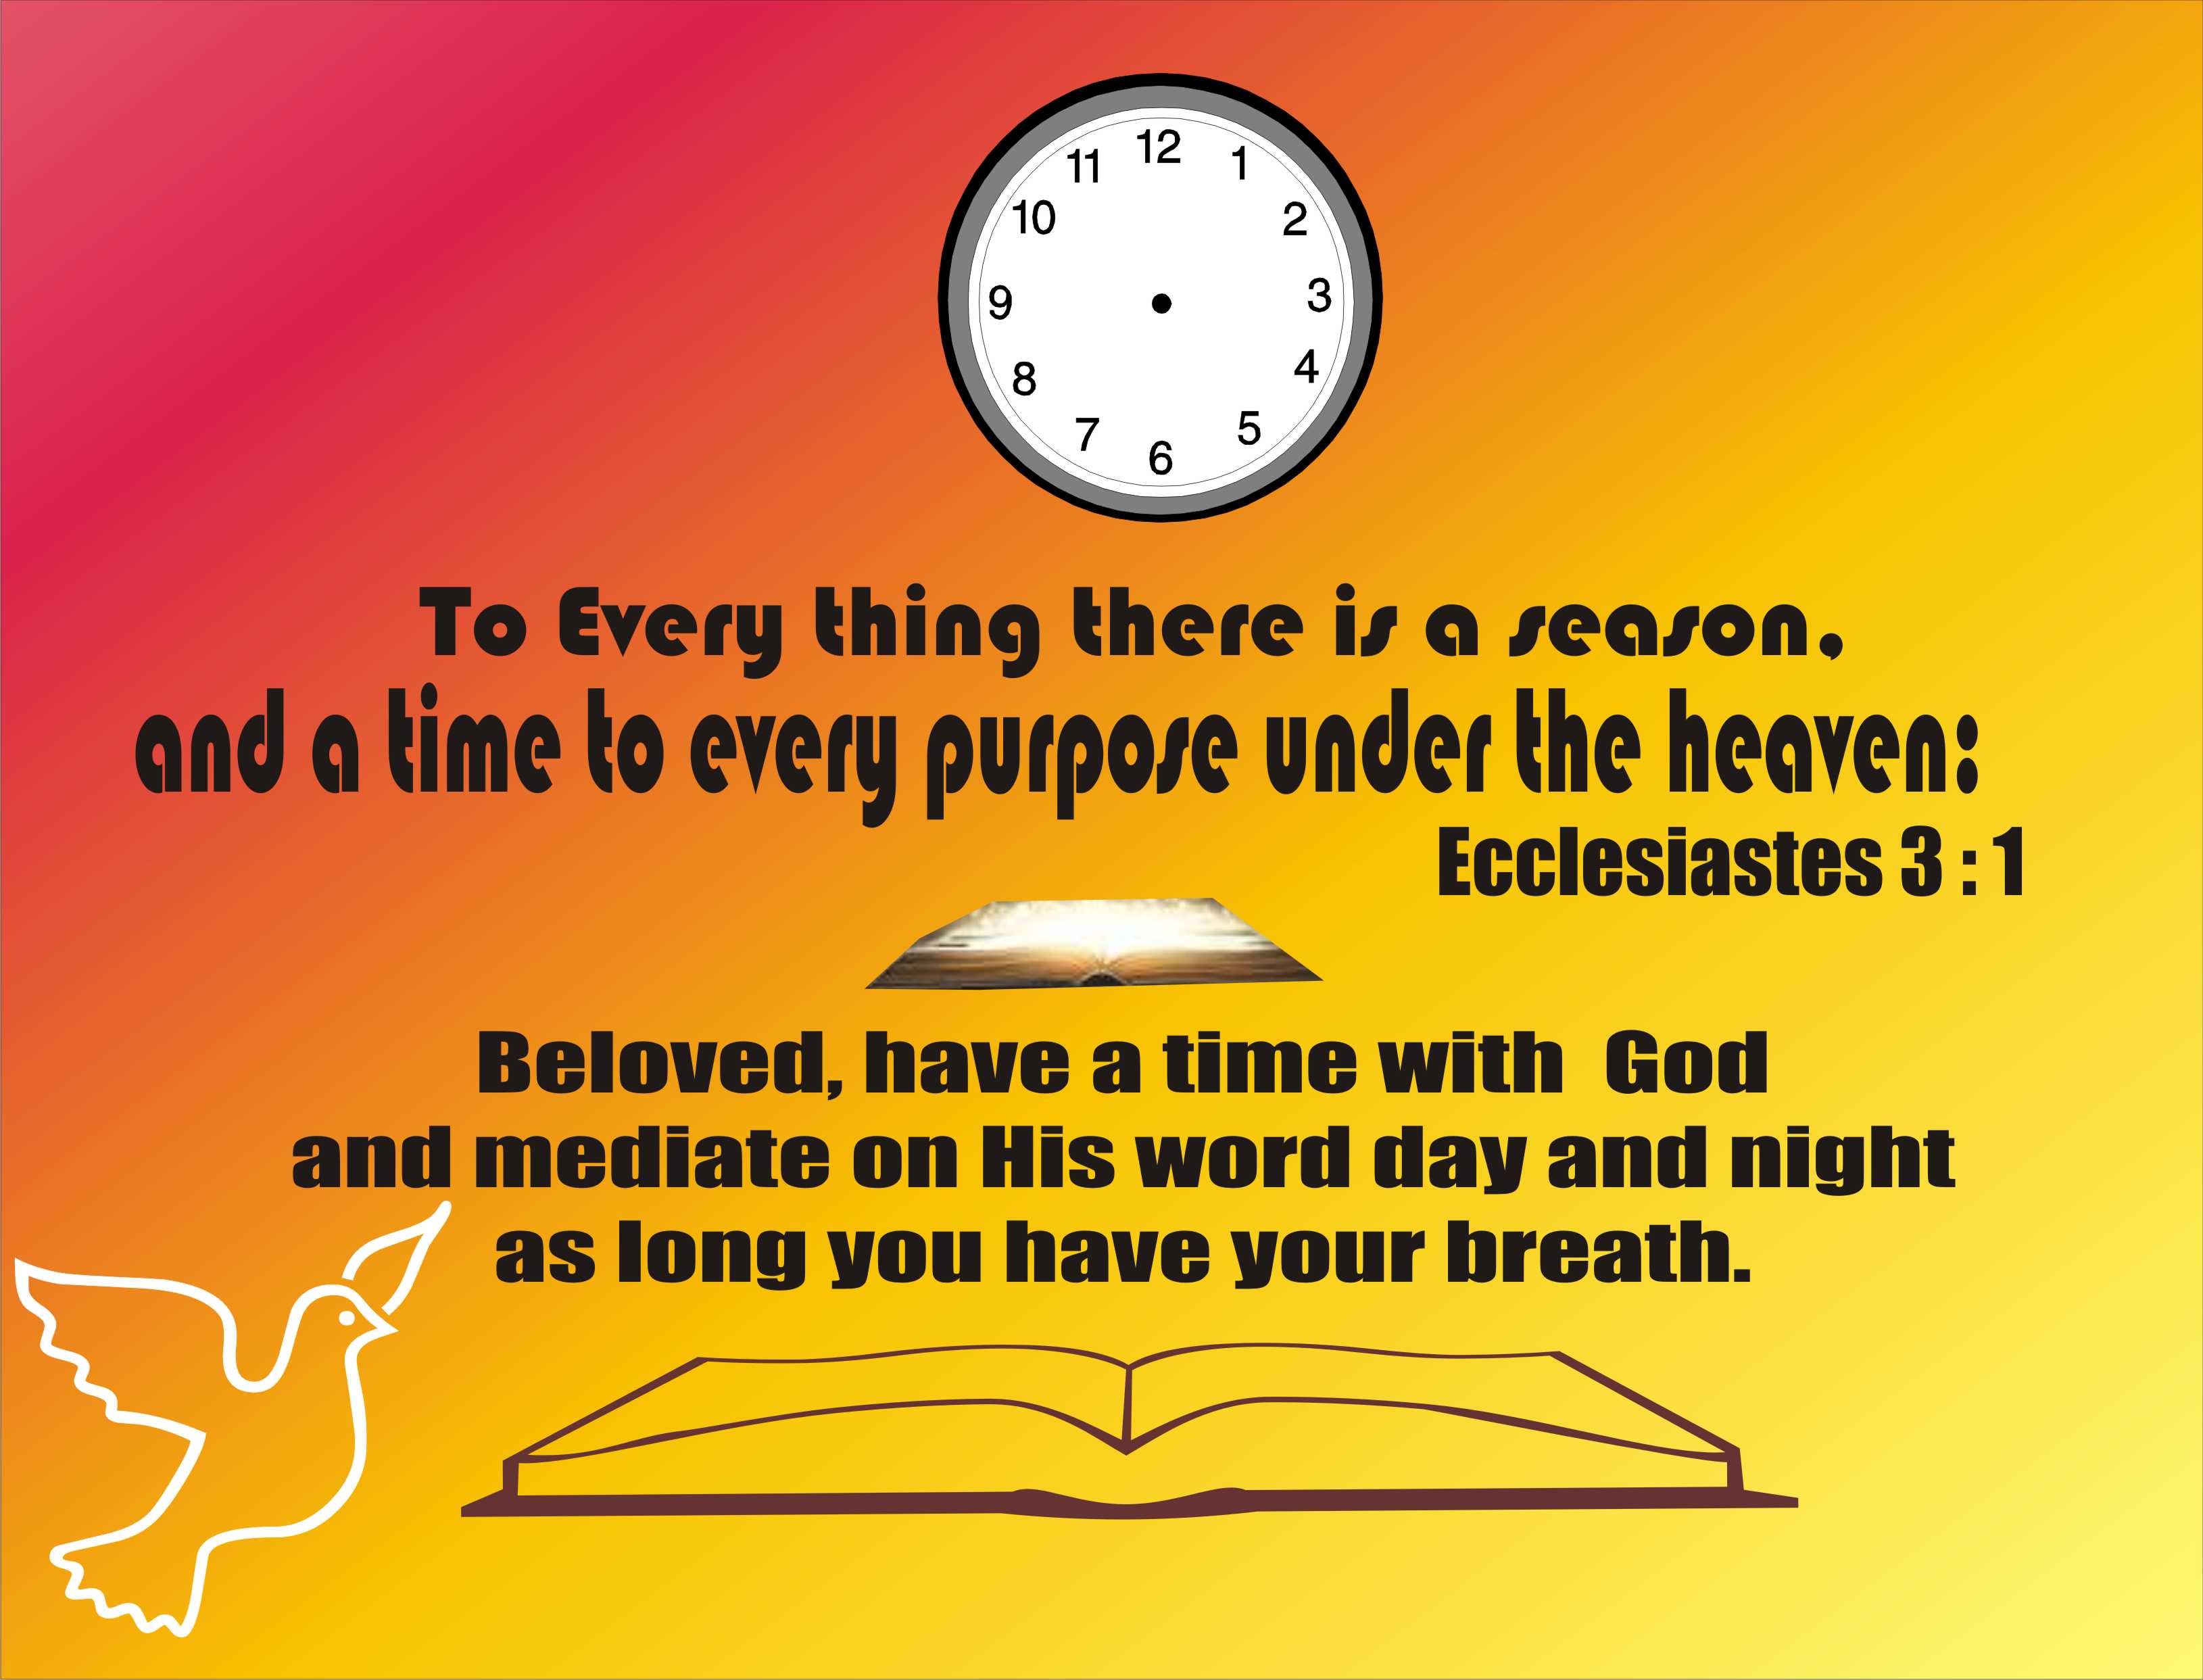 12
11
1
10
2
9
3
8
4
7
5
6
To Every thing there is a season,
and a time to every purpose under the heaven:
Ecclesiastes 3 : 1
Beloved, have a time with God
and mediate on His word day and night
as long you have your breath.